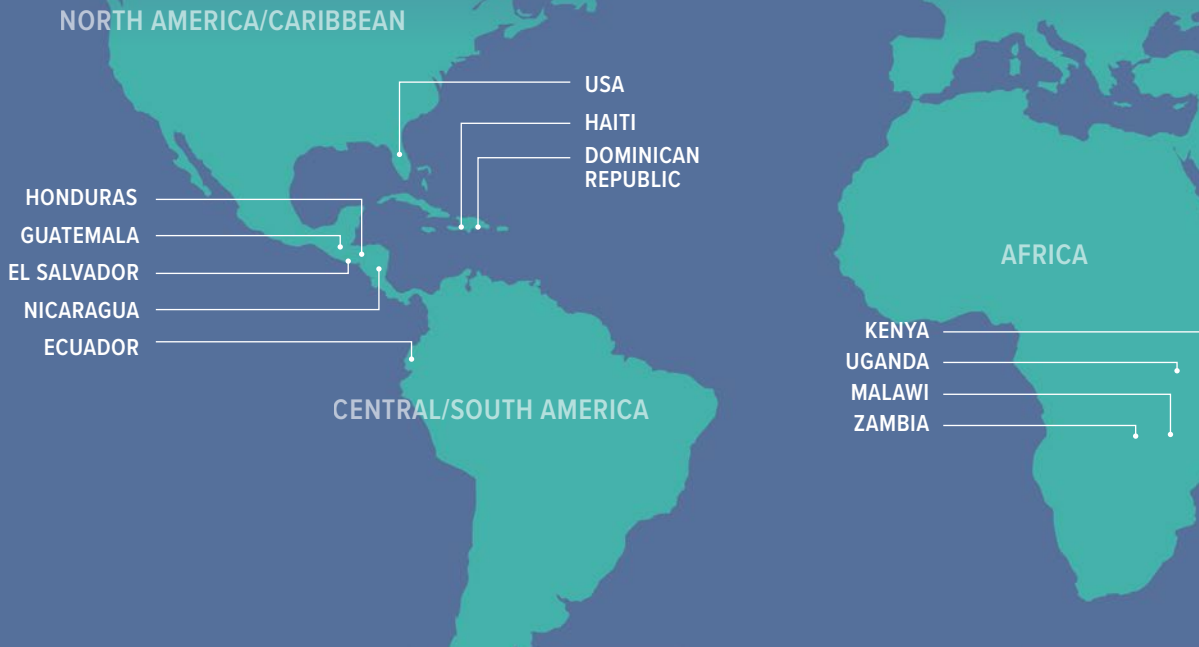 NORTH AMERICA/CARIBBEAN
USA
HAITI
DOMINICAN
REPUBLIC
HONDURAS
GUATEMALA
EL SALVADOR
NICARAGUA
ECUADOR
CENTRAL/SOUTH AMERICA
AFRICA
KENYA
UGANDA
MALAWI
ZAMBIA